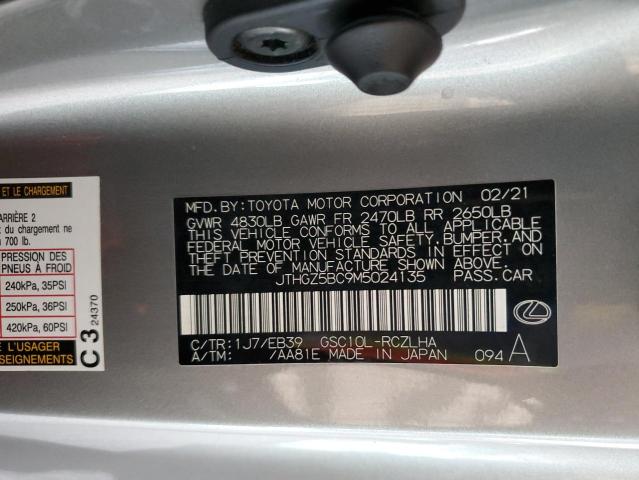 ET LE CHARGEMENT
ARRIÈRE 2
t du chargement ne
700 lb.
PRESSION DES
PNEUS À FROID
240kPa, 35PSI
250kPa, 36PSI
420kPa, 60PSI
L'USAGER
NSEIGNEMENTS
C 3 24370
MFD.BY:TOYOTA MOTOR CORPORATION 02/21
GVWR 4830LB GAWR FR 2470LB RR 2650LB
THIS VEHICLE CONFORMS TO ALL APPLICABLE
FEDERAL MOTOR VEHICLE SAFETY,BUMPER,AND
THEFT PREVENTION STANDARDS IN EFFECT ON
THE DATE OF MANUFACTURE SHOWN ABOVE.
JTHGZ5BC9M5024135 PASS.CAR
C/TR:1J7/EB39 GSC10L-RCZLHA
A/TM: /AA81E MADE IN JAPAN 094 A